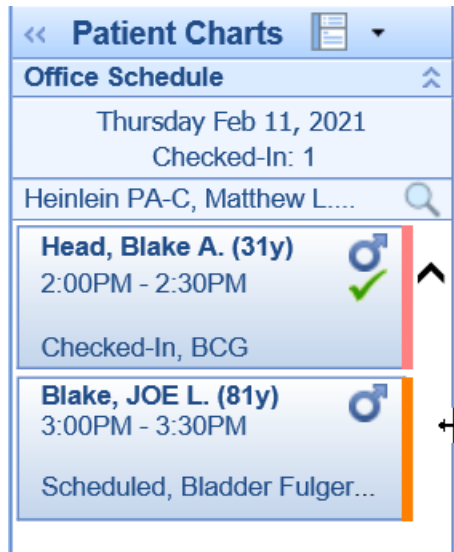 Patient Charts
Office Schedule
Thursday Feb 11, 2021
Checked-In: 1
Heinlein PA-C, Matthew L....
Head, Blake A. (31y)
2:00PM - 2:30PM
Checked-In, BCG
Blake, JOE L. (81y)
3:00PM - 3:30PM
Scheduled, Bladder Fulger...